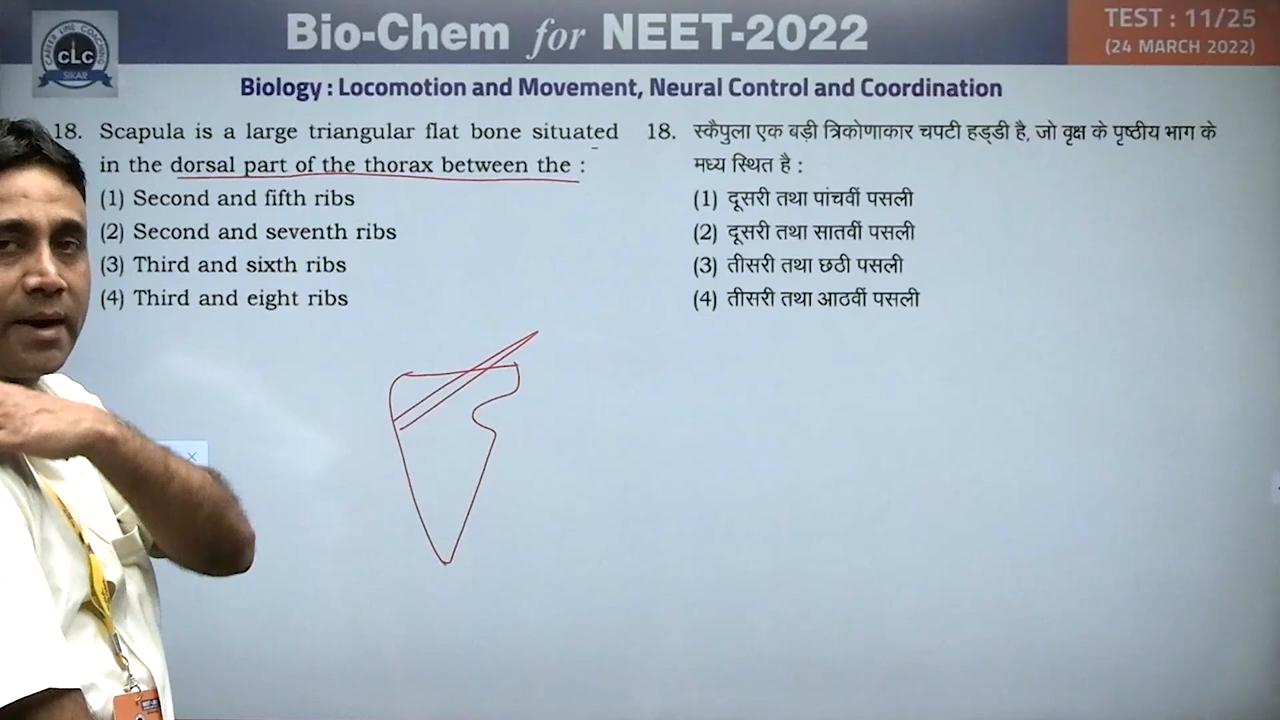 Bio-Chem for NEET-2022
TEST : 11/25
(24 MARCH 2022)
CAREER LINE COACHING
CLC
SIKAR
Biology : Locomotion and Movement, Neural Control and Coordination
18. Scapula is a large triangular flat bone situated
in the dorsal part of the thorax between the :
(1) Second and fifth ribs
(2) Second and seventh ribs
(3) Third and sixth ribs
(4) Third and eight ribs
18. स्कैपुला एक बड़ी त्रिकोणाकार चपटी हड्डी है, जो वृक्ष के पृष्ठीय भाग के
मध्य स्थित है :
(1) दूसरी तथा पांचवीं पसली
(2) दूसरी तथा सातवीं पसली
(3) तीसरी तथा छठी पसली
(4) तीसरी तथा आठवीं पसली